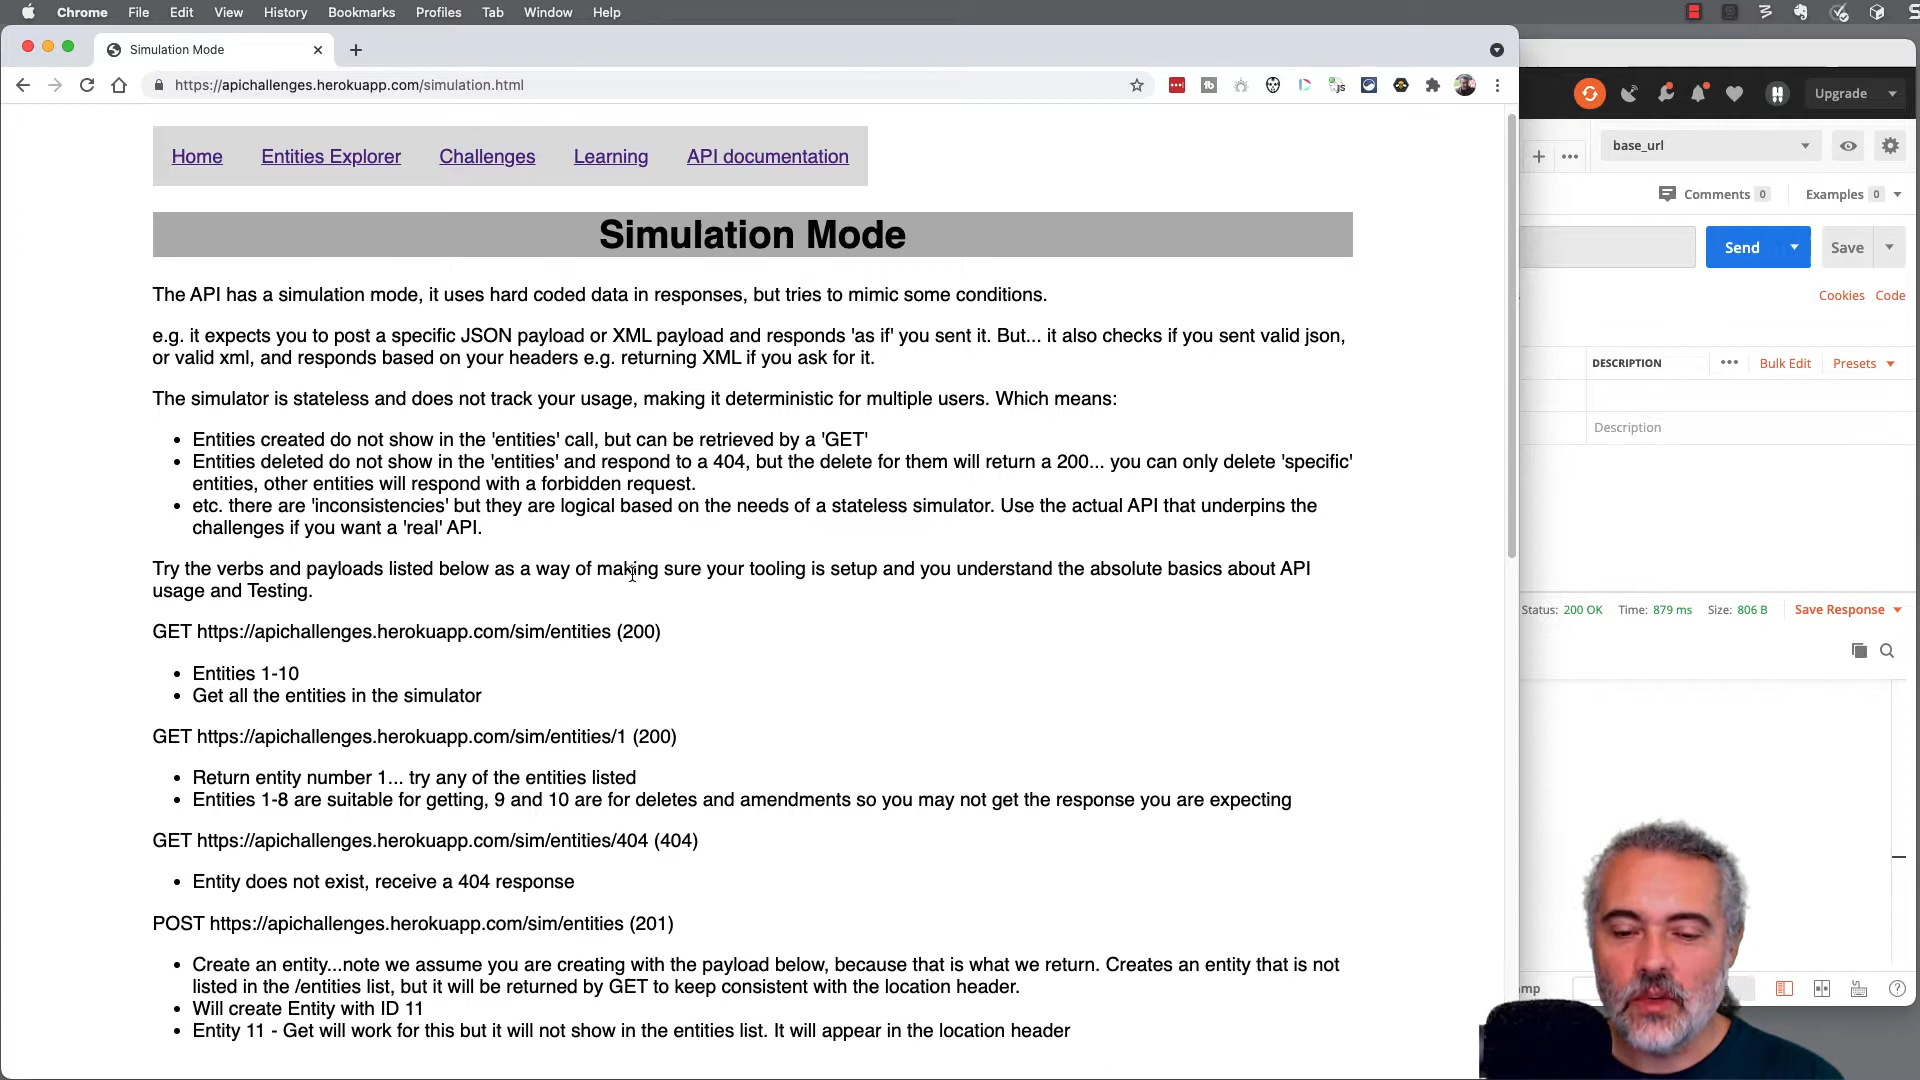 Chrome File Edit View History Bookmarks Profiles Tab Window Help
Simulation Mode
https://apichallenges.herokuapp.com/simulation.html
Home Entities Explorer Challenges Learning API documentation
Simulation Mode
The API has a simulation mode, it uses hard coded data in responses, but tries to mimic some conditions.
e.g. it expects you to post a specific JSON payload or XML payload and responds 'as if' you sent it. But... it also checks if you sent valid json,
or valid xml, and responds based on your headers e.g. returning XML if you ask for it.
The simulator is stateless and does not track your usage, making it deterministic for multiple users. Which means:
• Entities created do not show in the 'entities' call, but can be retrieved by a 'GET'
• Entities deleted do not show in the 'entities' and respond to a 404, but the delete for them will return a 200... you can only delete 'specific'
entities, other entities will respond with a forbidden request.
• etc. there are 'inconsistencies' but they are logical based on the needs of a stateless simulator. Use the actual API that underpins the
challenges if you want a 'real' API.
Try the verbs and payloads listed below as a way of making sure your tooling is setup and you understand the absolute basics about API
usage and Testing.
GET https://apichallenges.herokuapp.com/sim/entities (200)
• Entities 1-10
• Get all the entities in the simulator
GET https://apichallenges.herokuapp.com/sim/entities/1 (200)
• Return entity number 1... try any of the entities listed
• Entities 1-8 are suitable for getting, 9 and 10 are for deletes and amendments so you may not get the response you are expecting
GET https://apichallenges.herokuapp.com/sim/entities/404 (404)
• Entity does not exist, receive a 404 response
POST https://apichallenges.herokuapp.com/sim/entities (201)
• Create an entity...note we assume you are creating with the payload below, because that is what we return. Creates an entity that is not
listed in the /entities list, but it will be returned by GET to keep consistent with the location header.
• Will create Entity with ID 11
• Entity 11 - Get will work for this but it will not show in the entities list. It will appear in the location header
Upgrade
base_url
Comments 0 Examples 0
Send Save
Cookies Code
DESCRIPTION Bulk Edit Presets
Description
Status: 200 OK Time: 879 ms Size: 806 B Save Response